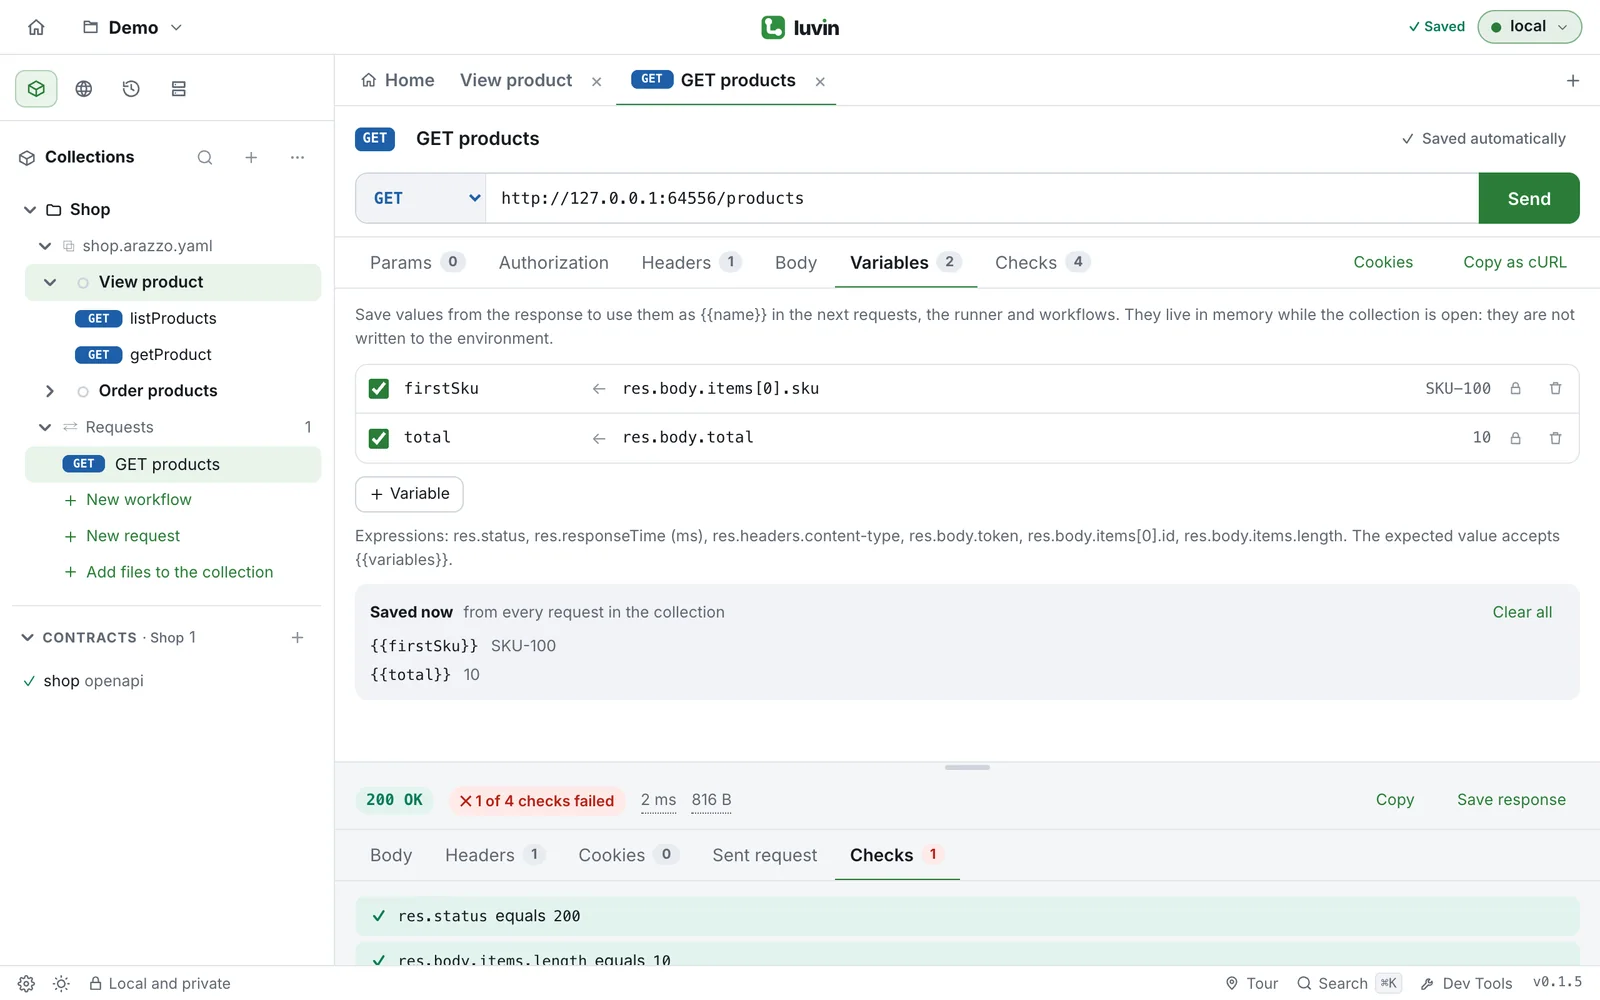 Demo
luvin
Saved
local
Home
View product
GET GET products
Collections
GET GET products
Saved automatically
GET http://127.0.0.1:64556/products Send
Shop
shop.arazzo.yaml
View product
GET listProducts
GET getProduct
Order products
Requests 1
GET GET products
+ New workflow
+ New request
+ Add files to the collection
CONTRACTS · Shop 1
shop openapi
Params 0 Authorization Headers 1 Body Variables 2 Checks 4 Cookies Copy as cURL
Save values from the response to use them as {{name}} in the next requests, the runner and workflows. They live in memory while the collection is open: they are not
written to the environment.
firstSku ← res.body.items[0].sku SKU-100
total ← res.body.total 10
+ Variable
Expressions: res.status, res.responseTime (ms), res.headers.content-type, res.body.token, res.body.items[0].id, res.body.items.length. The expected value accepts
{{variables}}.
Saved now from every request in the collection Clear all
{{firstSku}} SKU-100
{{total}} 10
200 OK 1 of 4 checks failed 2 ms 816 B Copy Save response
Body Headers 1 Cookies 0 Sent request Checks 1
res.status equals 200
res.body.items.length equals 10
Local and private
Tour Search ⌘K Dev Tools v0.1.5